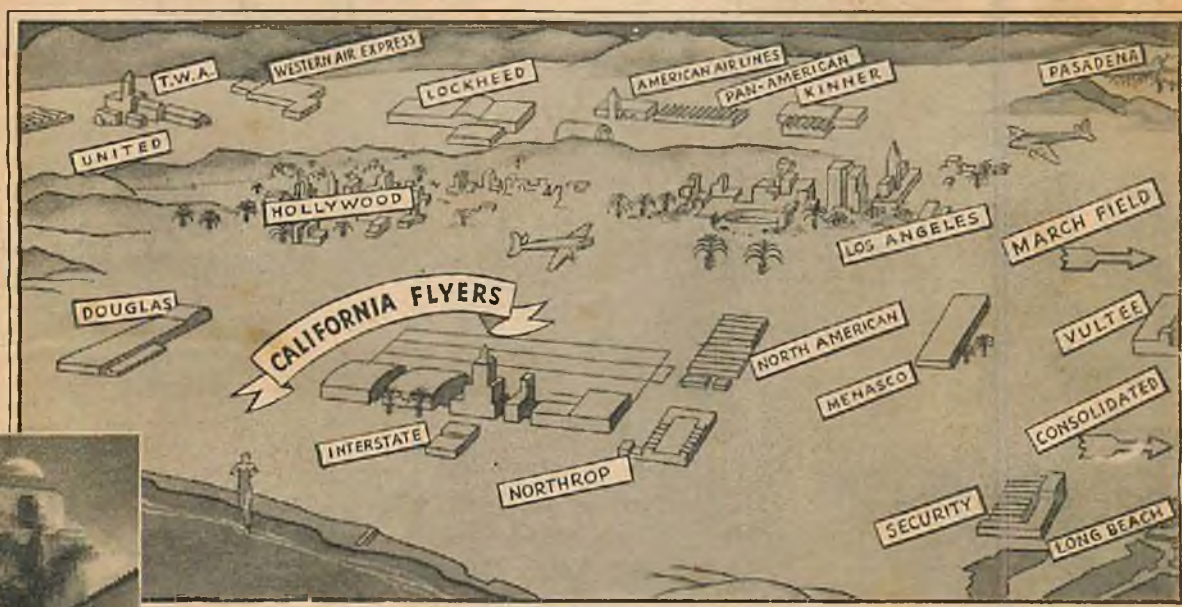 T.W.A.
WESTERN AIR EXPRESS
LOCKHEED
AMERICAN AIR LINES
PAN-AMERICAN
KINNER
PASADENA
UNITED
HOLLYWOOD
LOS ANGELES
MARCH FIELD
DOUGLAS
CALIFORNIA FLYERS
NORTH AMERICAN
VULTEE
MENASCO
INTERSTATE
CONSOLIDATED
NORTHROP
SECURITY
LONG BEACH